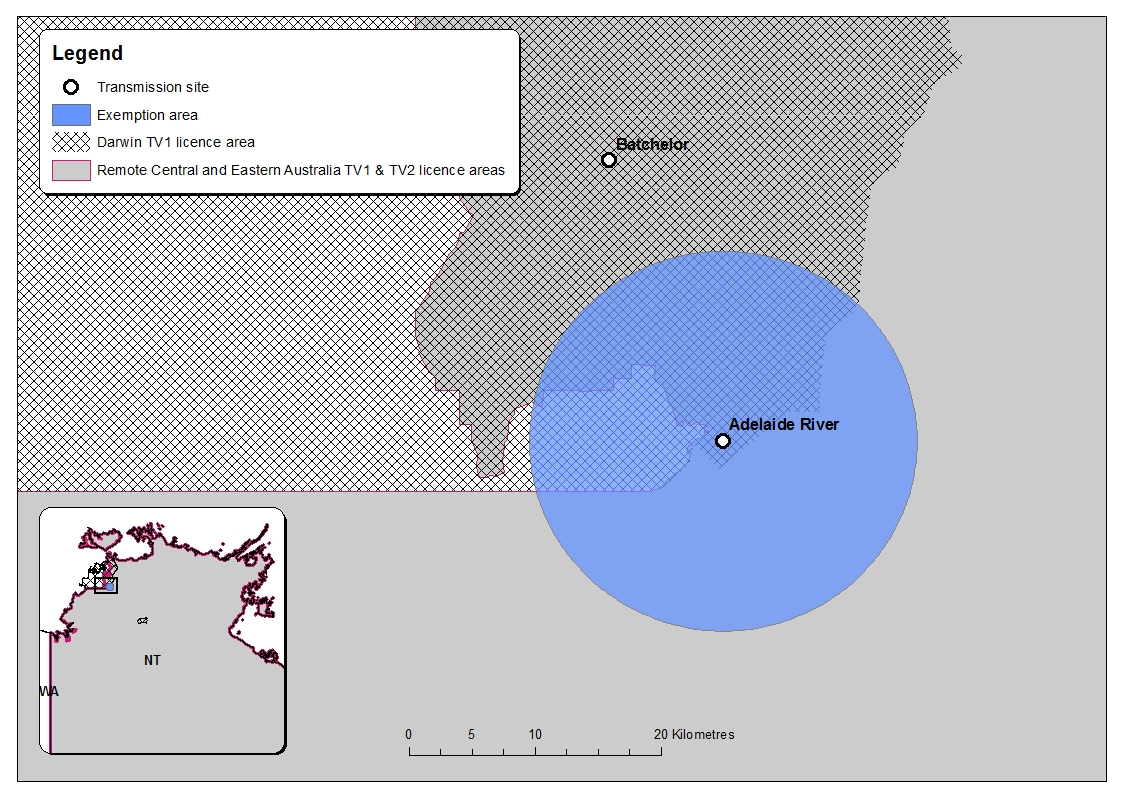 Legend
Transmission site
Exemption area
Darwin TV1 licence area
Remote Central and Eastern Australia TV1 & TV2 licence areas
Batchelor
Adelaide River
NT
WA
0 5 10 20 Kilometres